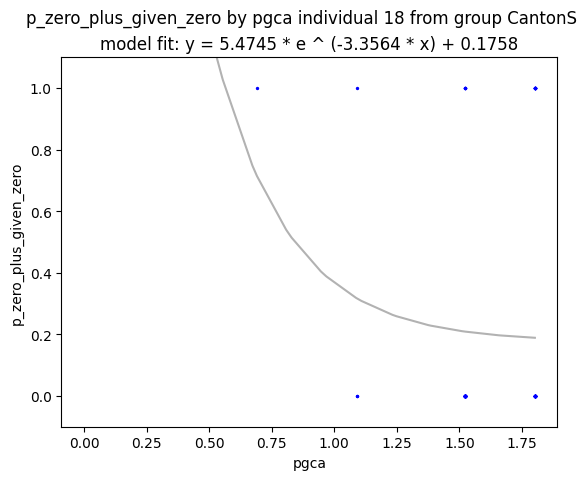 p_zero_plus_given_zero by pgca individual 18 from group CantonS
model fit: y = 5.4745 * e ^ (-3.3564 * x) + 0.1758
1.0
0.8
0.6
0.4
0.2
0.0
p_zero_plus_given_zero
0.00 0.25 0.50 0.75 1.00 1.25 1.50 1.75
pgca